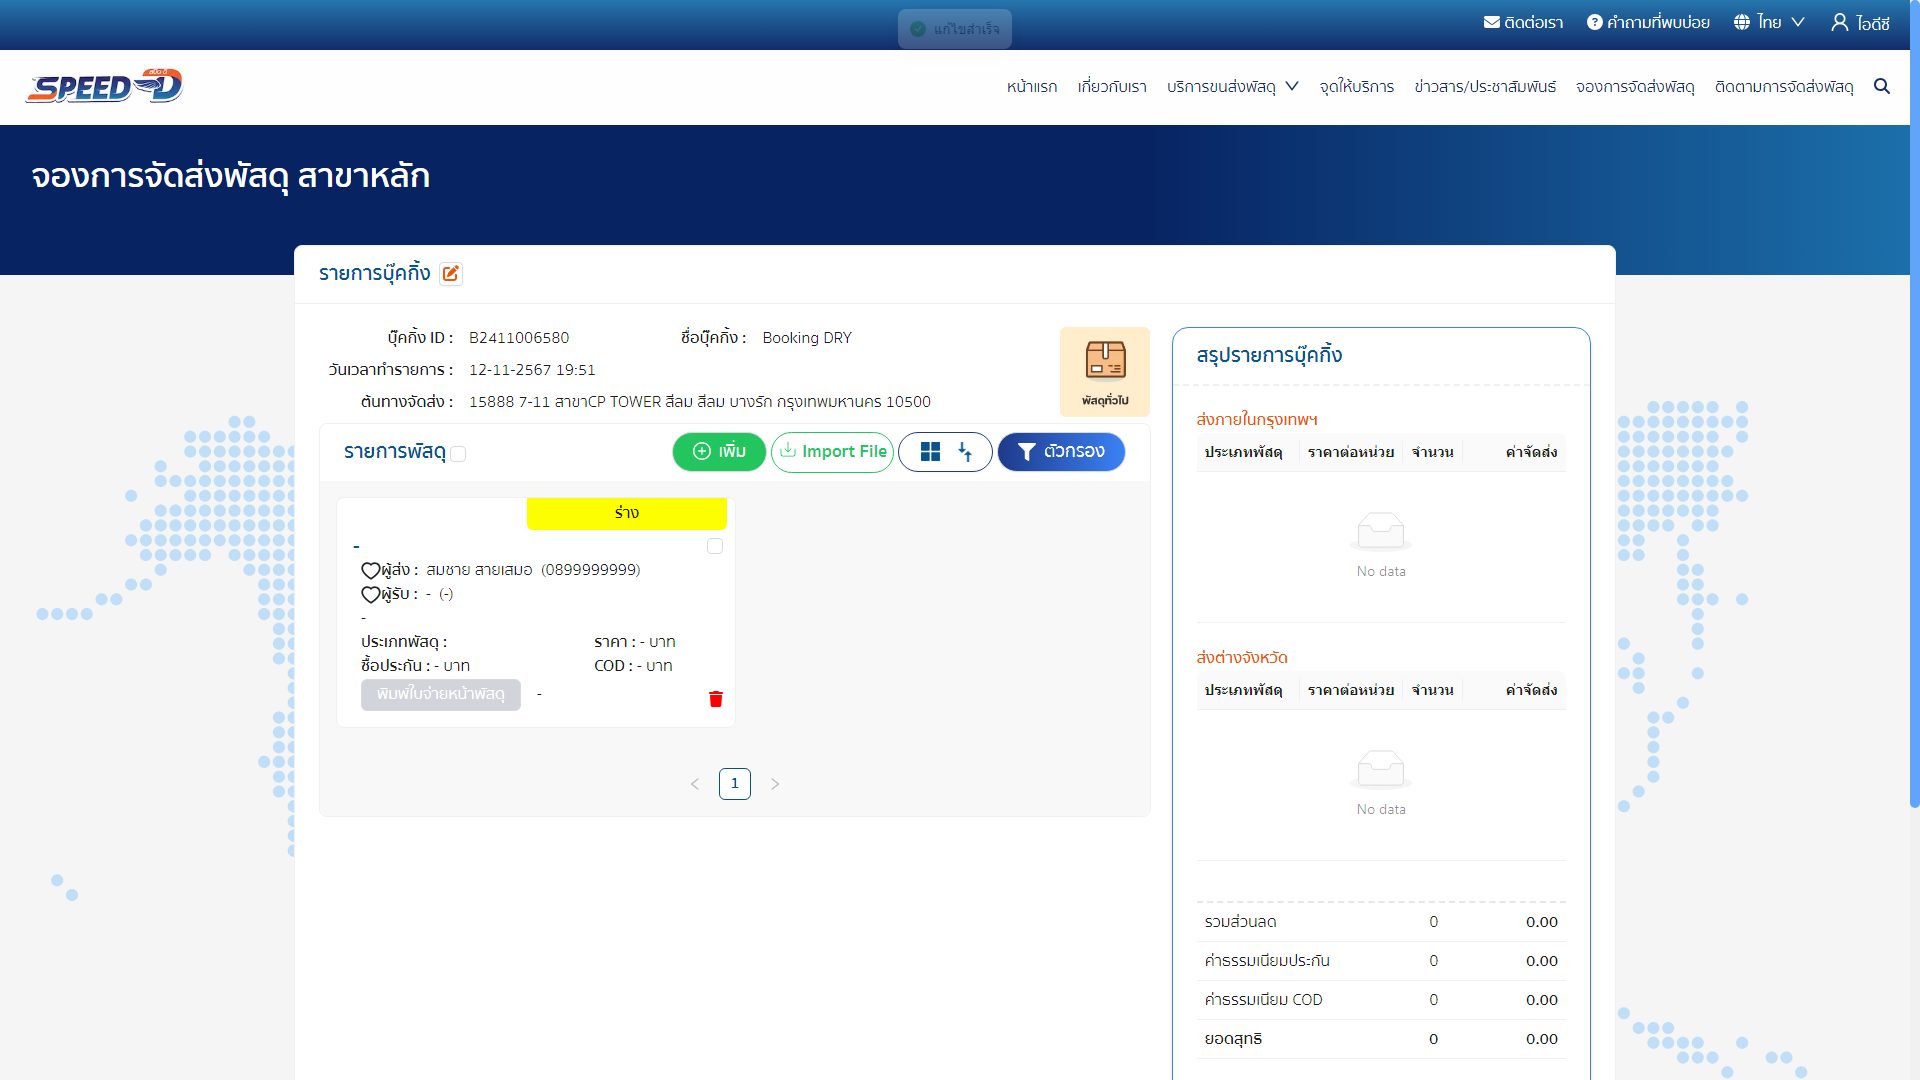 แก้ไขสำเร็จ
ติดต่อเรา
คำถามที่พบบ่อย
ไทย
ไอดีซี
SPEED-D
หน้าแรก
เกี่ยวกับเรา
บริการขนส่งพัสดุ
จุดให้บริการ
ข่าวสาร/ประชาสัมพันธ์
จองการจัดส่งพัสดุ
ติดตามการจัดส่งพัสดุ
จองการจัดส่งพัสดุ สาขาหลัก
รายการบุ๊คกิ้ง
บุ๊คกิ้ง ID : B2411006580
ชื่อบุ๊คกิ้ง : Booking DRY
วันเวลาทำรายการ : 12-11-2567 19:51
ต้นทางจัดส่ง : 15888 7-11 สาขาCP TOWER สีลม สีลม บางรัก กรุงเทพมหานคร 10500
พัสดุทั่วไป
รายการพัสดุ
เพิ่ม
Import File
ตัวกรอง
ร่าง
-
ผู้ส่ง : สมชาย สายเสมอ (0899999999)
ผู้รับ : - (-)
-
ประเภทพัสดุ :
ราคา : - บาท
ซื้อประกัน : - บาท
COD : - บาท
พิมพ์ใบจ่ายหน้าพัสดุ
-
1
สรุปรายการบุ๊คกิ้ง
ส่งภายในกรุงเทพฯ
ประเภทพัสดุ ราคาต่อหน่วย จำนวน ค่าจัดส่ง
No data
ส่งต่างจังหวัด
ประเภทพัสดุ ราคาต่อหน่วย จำนวน ค่าจัดส่ง
No data
รวมส่วนลด 0 0.00
ค่าธรรมเนียมประกัน 0 0.00
ค่าธรรมเนียม COD 0 0.00
ยอดสุทธิ 0 0.00